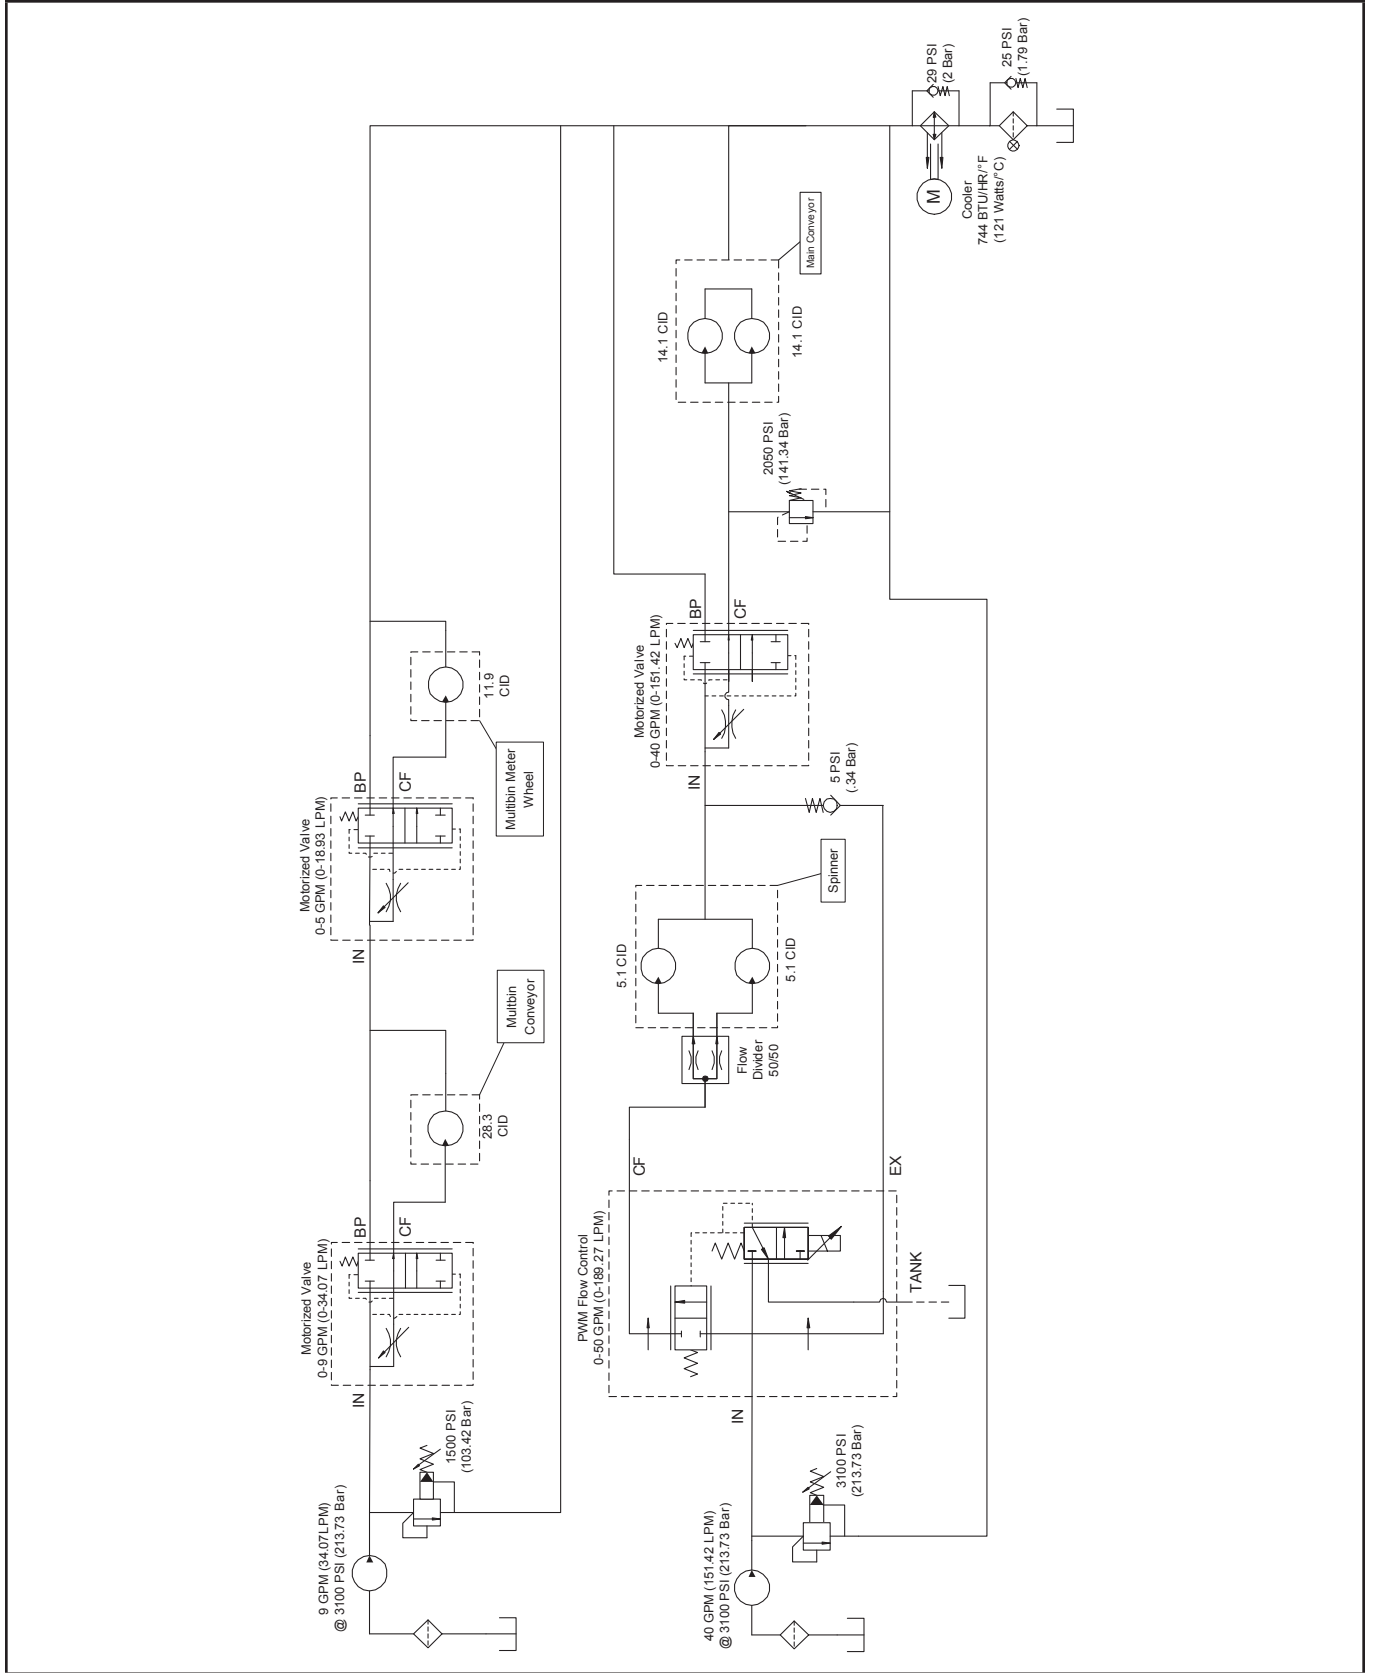 9 GPM (34.07LPM)
@ 3100 PSI (213.73 Bar)
1500 PSI
(103.42 Bar)
IN
Motorized Valve
0-9 GPM (0-34.07 LPM)
BP
CF
28.3
CID
Multbin
Conveyor
IN
Motorized Valve
0-5 GPM (0-18.93 LPM)
BP
CF
11.9
CID
Multibin Meter
Wheel
40 GPM (151.42 LPM)
@ 3100 PSI (213.73 Bar)
3100 PSI
(213.73 Bar)
IN
PWM Flow Control
0-50 GPM (0-189.27 LPM)
TANK
CF
EX
Flow
Divider
50/50
5.1 CID
5.1 CID
Spinner
5 PSI
(.34 Bar)
IN
Motorized Valve
0-40 GPM (0-151.42 LPM)
BP
CF
2050 PSI
(141.34 Bar)
14.1 CID
14.1 CID
Main Conveyor
M
Cooler
744 BTU/HR/°F
(121 Watts/°C)
29 PSI
(2 Bar)
25 PSI
(1.79 Bar)